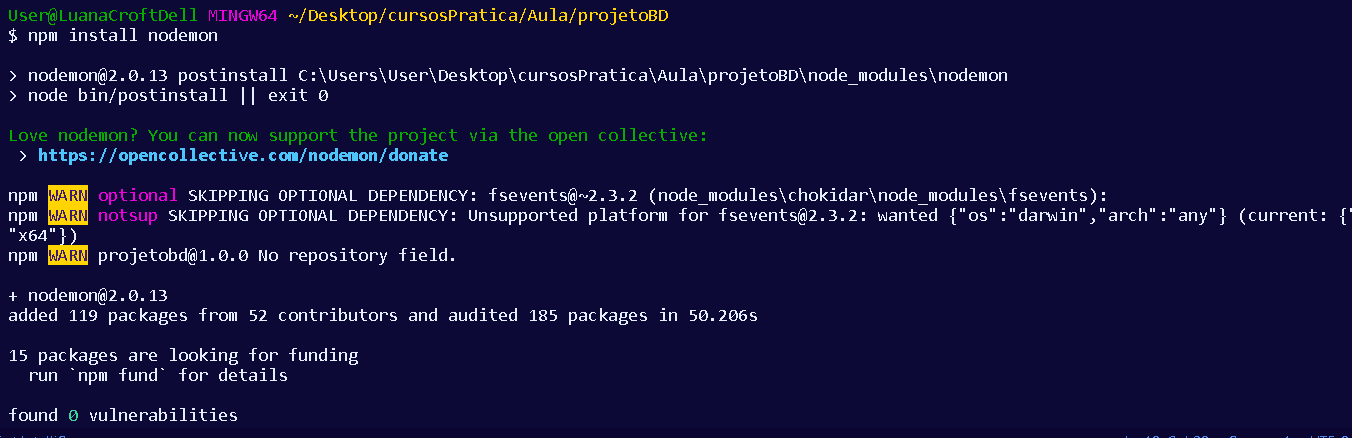 User@LuanaCroftDell MINGW64 ~/Desktop/cursosPratica/Aula/projetoBD
$ npm install nodemon
> nodemon@2.0.13 postinstall C:\Users\User\Desktop\cursosPratica\Aula\projetoBD\node_modules\nodemon
> node bin/postinstall || exit 0
Love nodemon? You can now support the project via the open collective:
> https://opencollective.com/nodemon/donate
npm WARN optional SKIPPING OPTIONAL DEPENDENCY: fsevents@~2.3.2 (node_modules\chokidar\node_modules\fsevents):
npm WARN notsup SKIPPING OPTIONAL DEPENDENCY: Unsupported platform for fsevents@2.3.2: wanted {"os":"darwin","arch":"any"} (current: {"
"x64"})
npm WARN projetobd@1.0.0 No repository field.
+ nodemon@2.0.13
added 119 packages from 52 contributors and audited 185 packages in 50.206s
15 packages are looking for funding
run `npm fund` for details
found 0 vulnerabilities